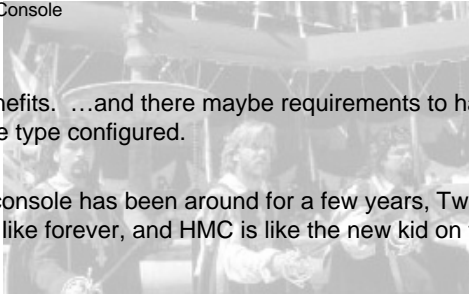 Console
nefits. …and there maybe requirements to ha
e type configured.
console has been around for a few years, Tw
like forever, and HMC is like the new kid on